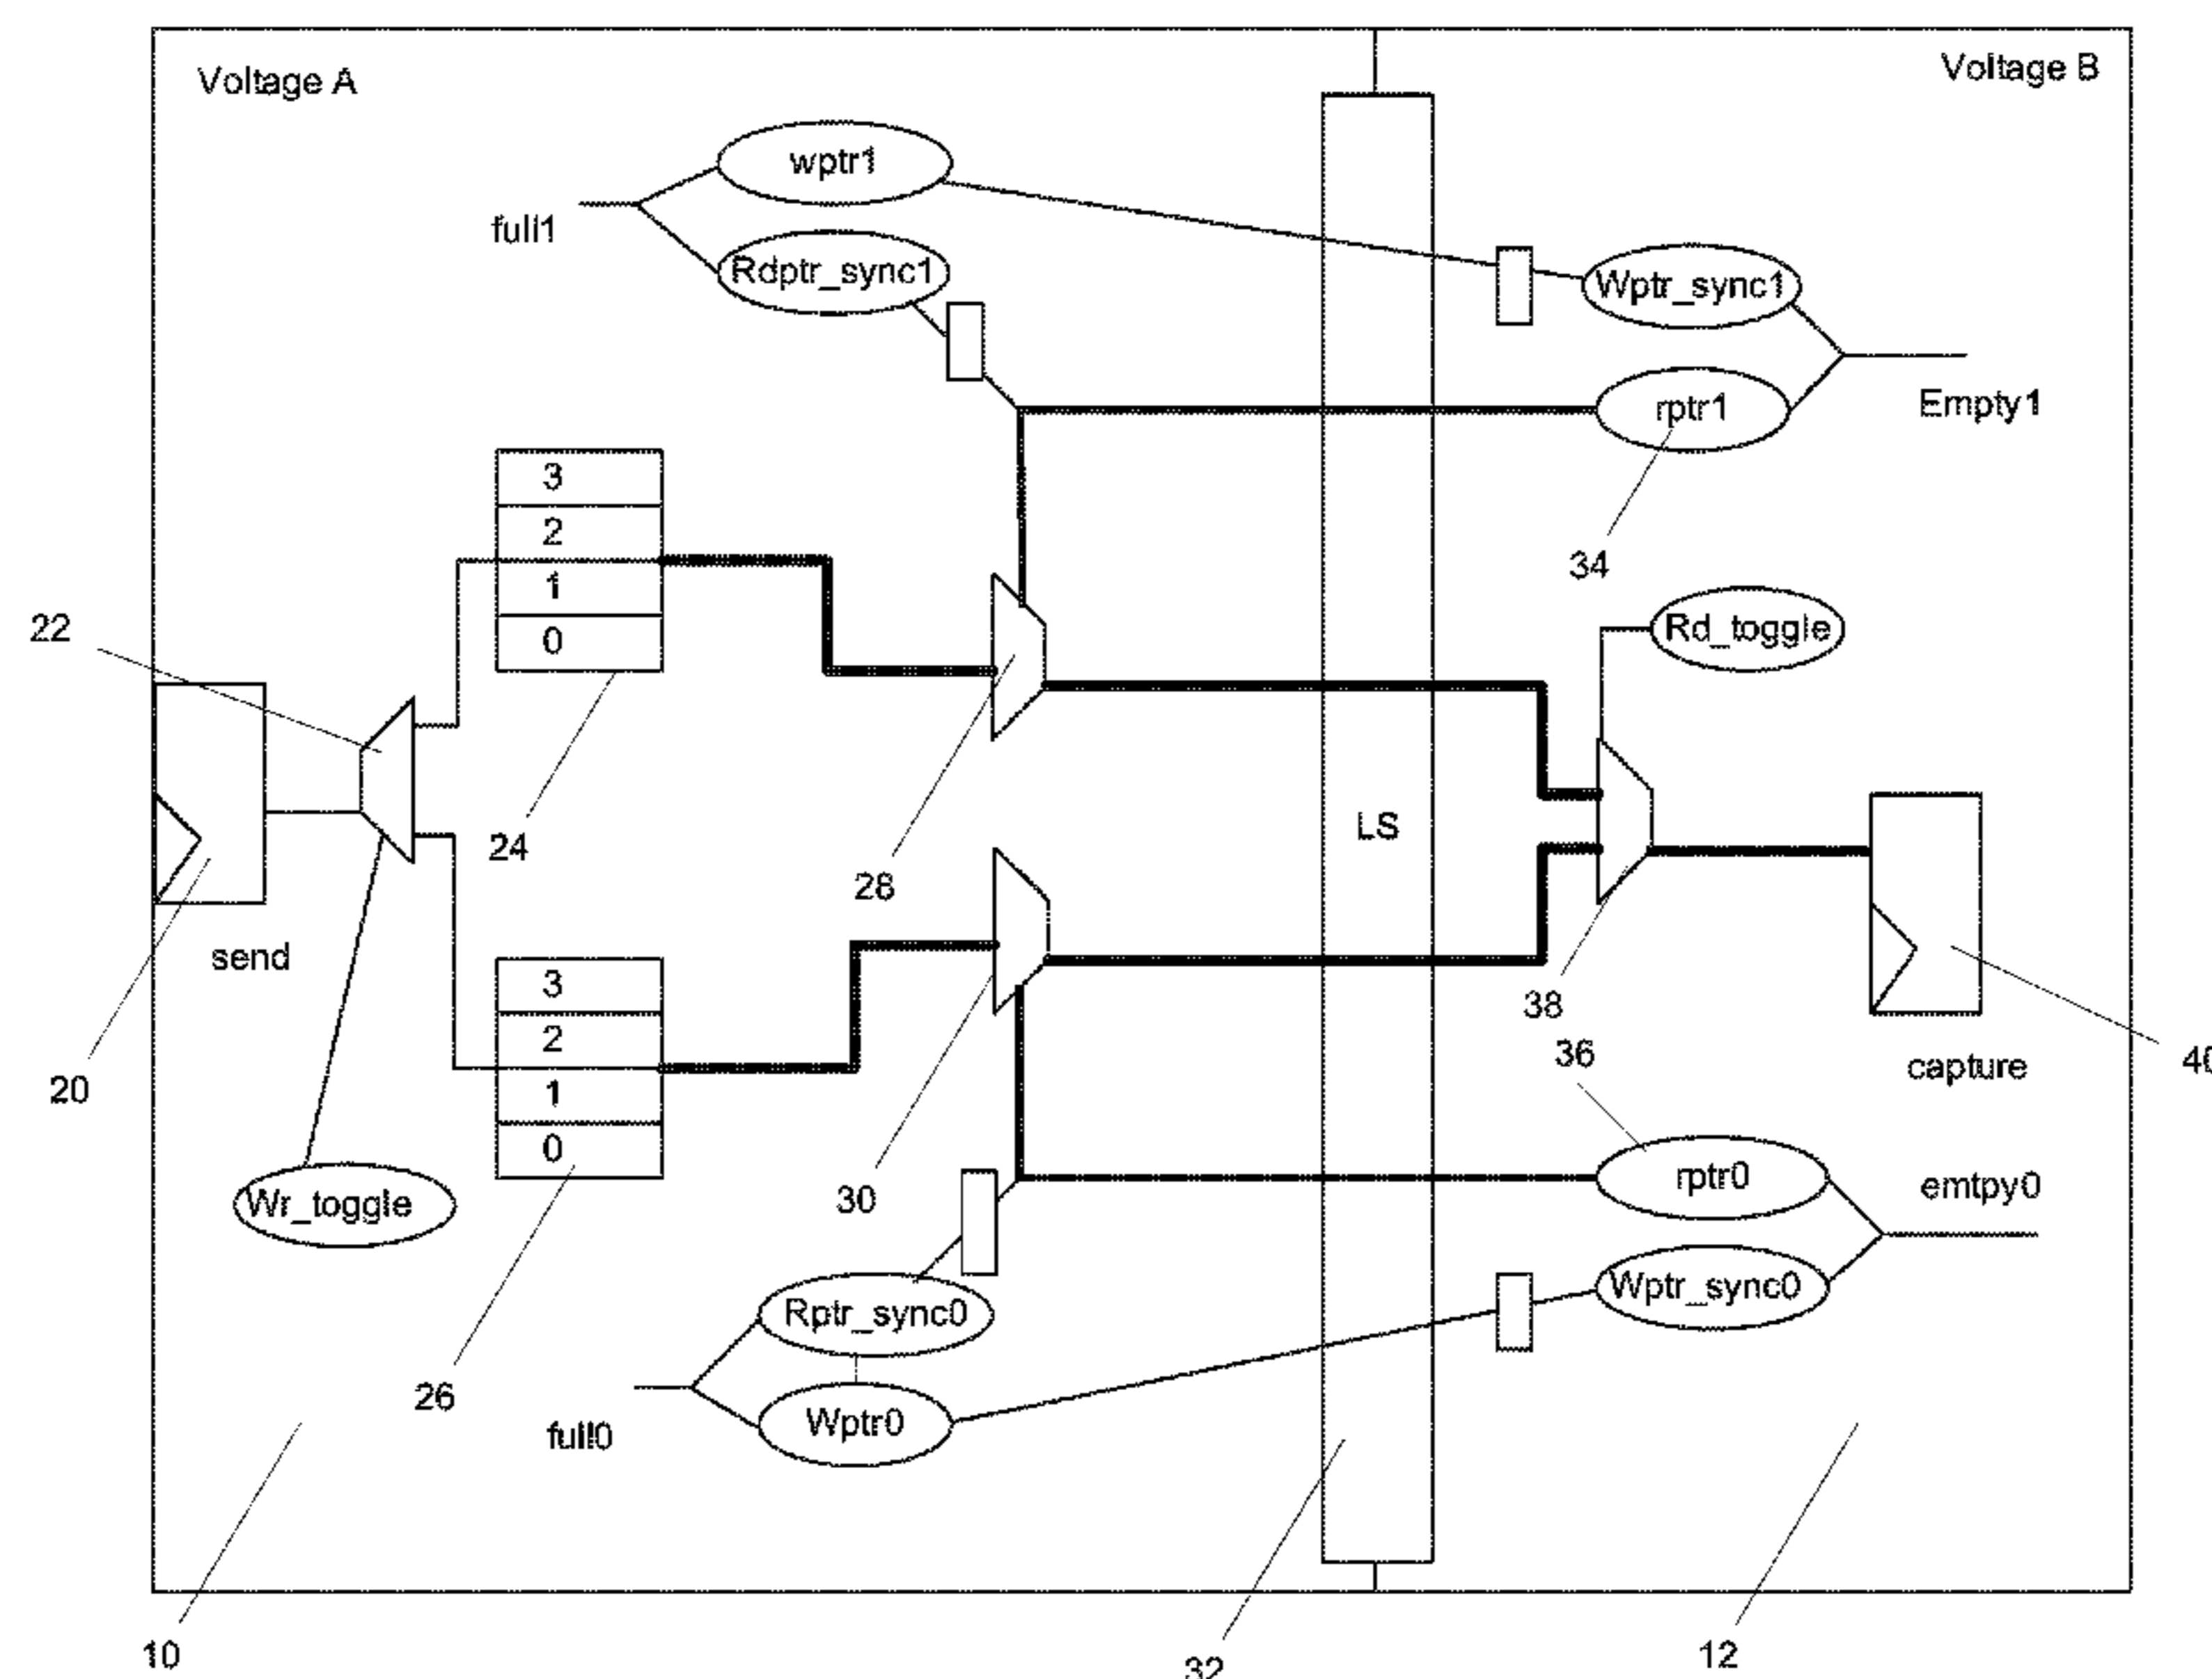 Voltage A
Voltage B
wptr1
full1
Rdptr_sync1
Wptr_sync1
rptr1
Empty1
3
2
1
0
34
22
Rd_toggle
LS
24
28
send
3
2
1
0
38
36
capture
40
20
30
rptr0
emtpy0
Wr_toggle
Wptr_sync0
Rptr_sync0
26
full0
Wptr0
10
32
12